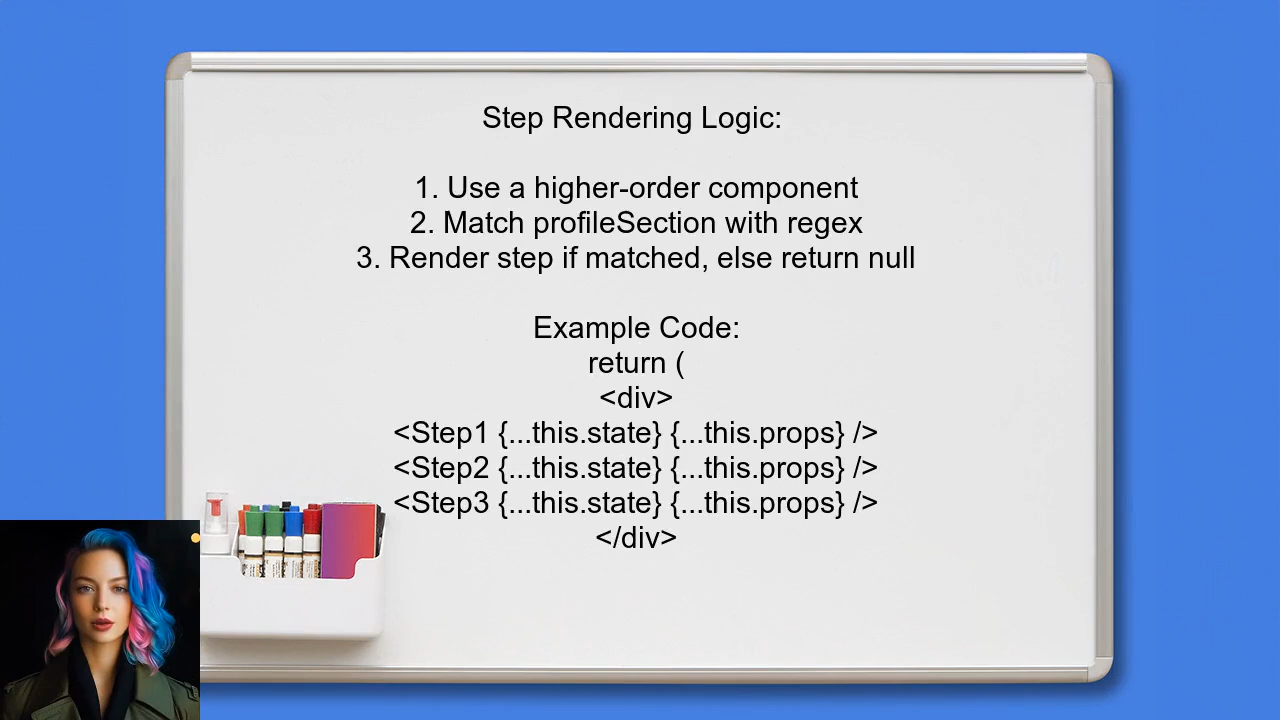 Step Rendering Logic:
1. Use a higher-order component
2. Match profileSection with regex
3. Render step if matched, else return null
Example Code:
return (
<div>
<Step1 {...this.state} {...this.props} />
<Step2 {...this.state} {...this.props} />
<Step3 {...this.state} {...this.props} />
</div>